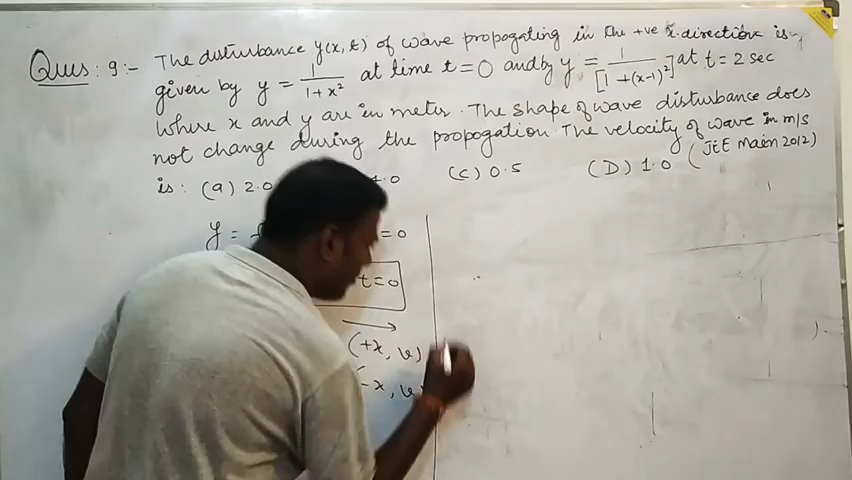 Ques: 9:- The disturbance y(x,t) of wave propogating in the +ve x-direction is
given by y = 1/(1+x²) at time t=0 and by y = 1/[1+(x-1)²] at t=2 sec
where x and y are in meter. The shape of wave disturbance does
not change during the propogation. The velocity of wave in m/s
is: (a) 2.0 .0 (C) 0.5 (D) 1.0 (JEE Main 2012)
y = =0
t=0
(+x, v)
-x, v